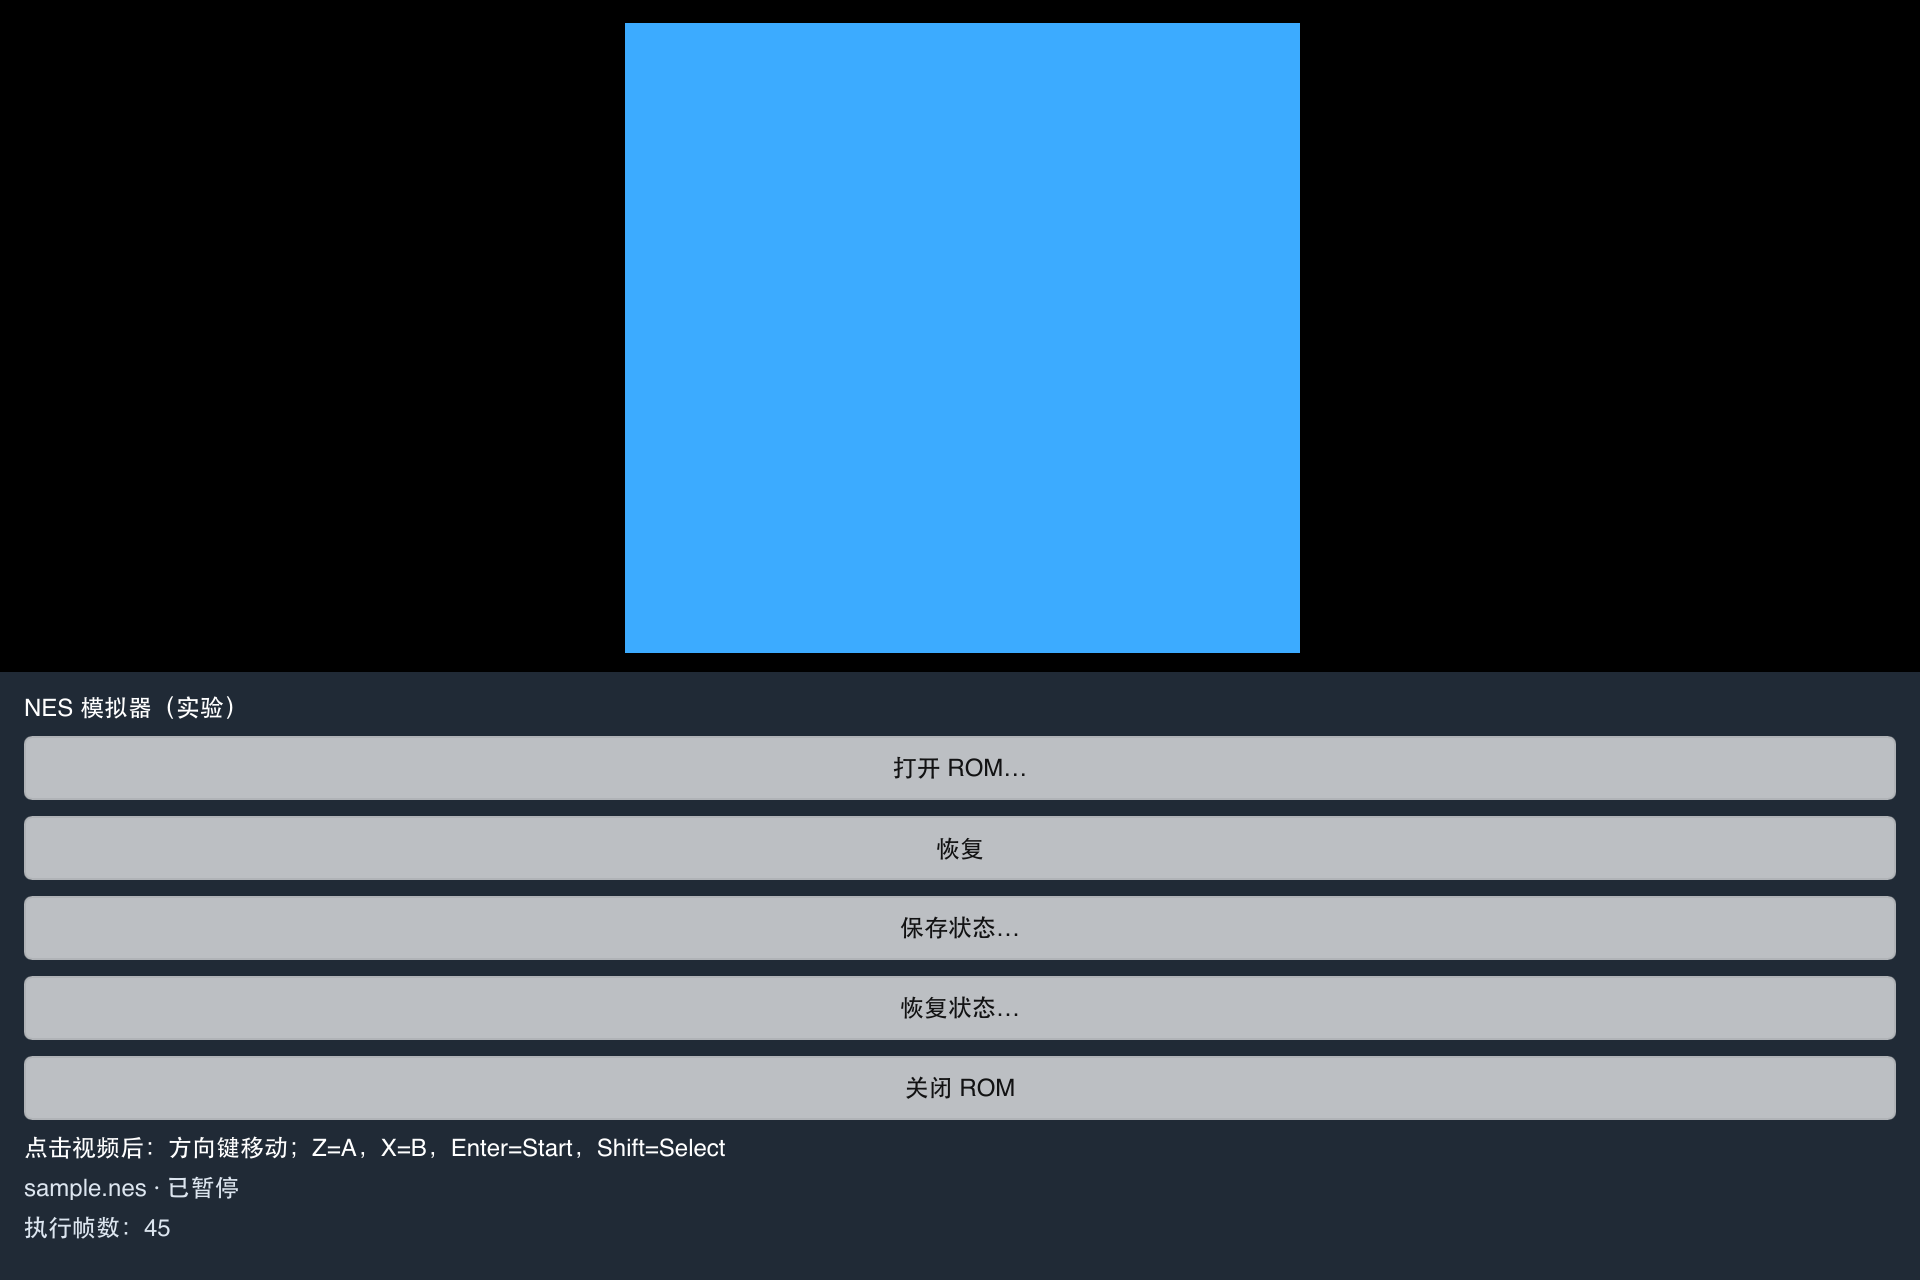 NES 模拟器（实验）
打开 ROM…
恢复
保存状态…
恢复状态…
关闭 ROM
点击视频后：方向键移动；Z=A，X=B，Enter=Start，Shift=Select
sample.nes · 已暂停
执行帧数：45